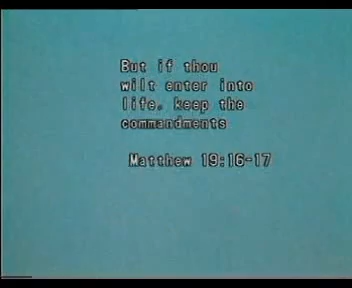 But if thou
wilt enter into
life, keep the
commandments
Matthew 19:16-17